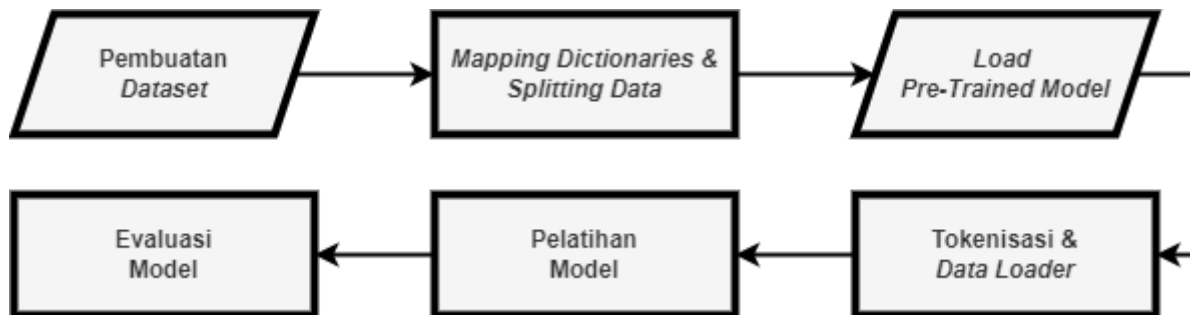 Pembuatan
Dataset
Mapping Dictionaries &
Splitting Data
Load
Pre-Trained Model
Evaluasi
Model
Pelatihan
Model
Tokenisasi &
Data Loader